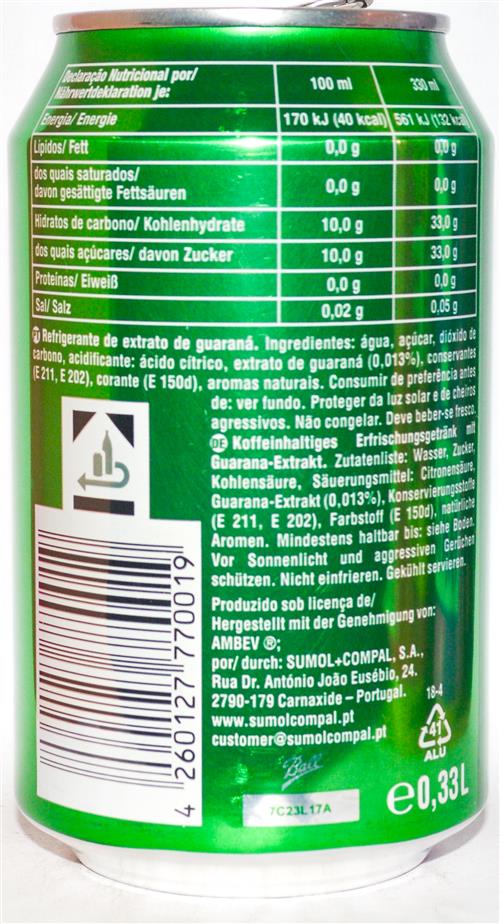 Declaração Nutricional por/
Nährwertdeklaration je:
100 ml
330 ml
Energia/ Energie
170 kJ (40 kcal)
561 kJ (132 kcal)
Lípidos/ Fett
0,0 g
0,0 g
dos quais saturados/
davon gesättigte Fettsäuren
0,0 g
0,0 g
Hidratos de carbono/ Kohlenhydrate
10,0 g
33,0 g
dos quais açúcares/ davon Zucker
10,0 g
33,0 g
Proteínas/ Eiweiß
0,0 g
0,0 g
Sal/ Salz
0,02 g
0,05 g
PT Refrigerante de extrato de guaraná. Ingredientes: água, açúcar, dióxido de
carbono, acidificante: ácido cítrico, extrato de guaraná (0,013%), conservantes
(E 211, E 202), corante (E 150d), aromas naturais. Consumir de preferência antes
de: ver fundo. Proteger da luz solar e de cheiros
agressivos. Não congelar. Deve beber-se fresco.
DE Koffeinhaltiges Erfrischungsgetränk mit
Guarana-Extrakt. Zutatenliste: Wasser, Zucker,
Kohlensäure, Säuerungsmittel: Citronensäure,
Guarana-Extrakt (0,013%), Konservierungsstoffe
(E 211, E 202), Farbstoff (E 150d), natürliche
Aromen. Mindestens haltbar bis: siehe Boden.
Vor Sonnenlicht und aggressiven Gerüchen
schützen. Nicht einfrieren. Gekühlt servieren.
Produzido sob licença de/
Hergestellt mit der Genehmigung von:
AMBEV ®;
por/ durch: SUMOL+COMPAL, S.A.,
Rua Dr. António João Eusébio, 24.
2790-179 Carnaxide – Portugal.
www.sumolcompal.pt
customer@sumolcompal.pt
18-4
41
ALU
Ball
7C23L17A
e 0,33L
4 260127 770019